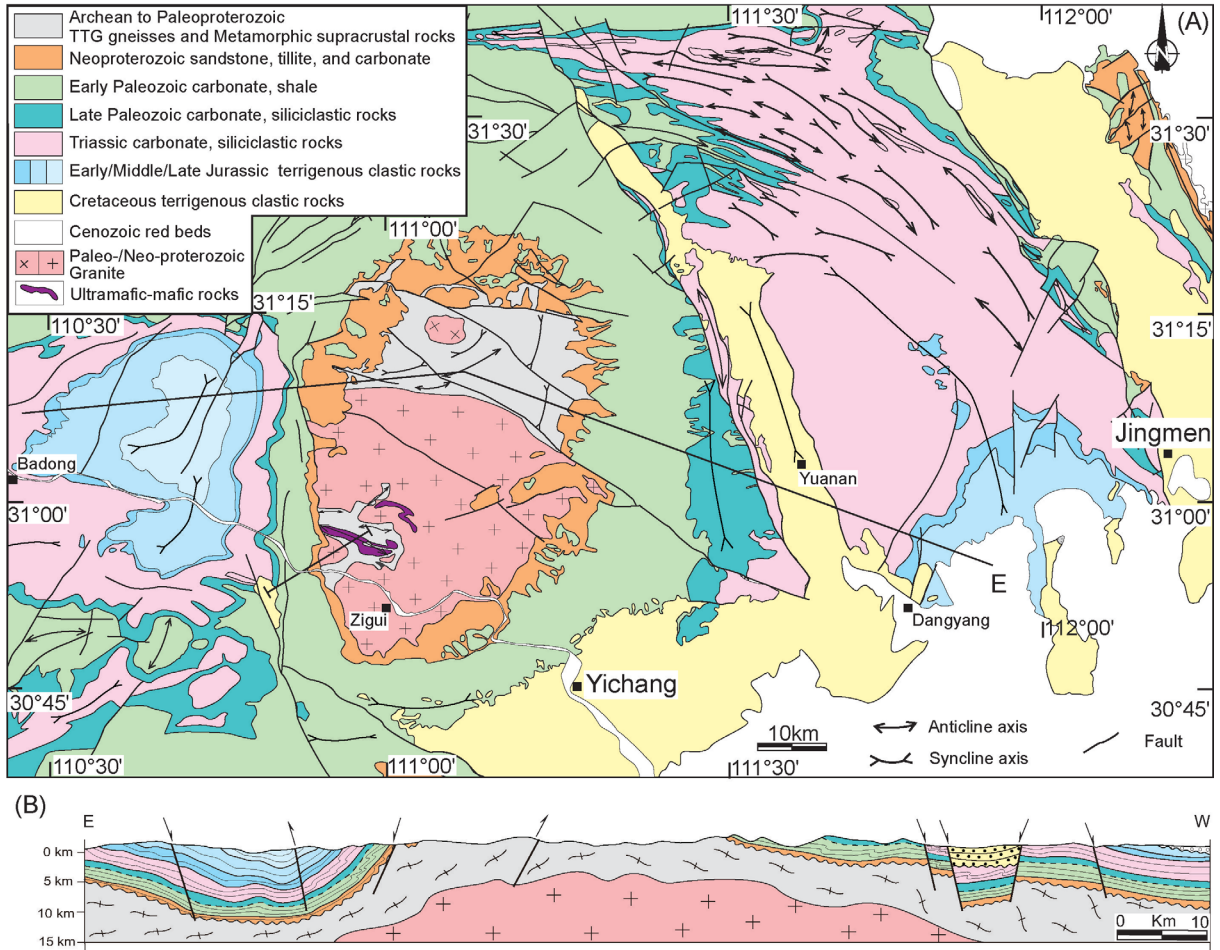 Archean to Paleoproterozoic
TTG gneisses and Metamorphic supracrustal rocks
Neoproterozoic sandstone, tillite, and carbonate
Early Paleozoic carbonate, shale
Late Paleozoic carbonate, siliciclastic rocks
Triassic carbonate, siliciclastic rocks
Early/Middle/Late Jurassic terrigenous clastic rocks
Cretaceous terrigenous clastic rocks
Cenozoic red beds
Paleo-/Neo-proterozoic
Granite
Ultramafic-mafic rocks
111°30'
112°00'
(A)
31°30'
31°30'
111°00'
31°15'
110°30'
31°15'
Jingmen
Badong
Yuanan
31°00'
31°00'
E
Zigui
Dangyang
112°00'
Yichang
30°45'
30°45'
10km
Anticline axis
Syncline axis
Fault
110°30'
111°00'
111°30'
(B)
E
W
0 km
5 km
10 km
15 km
0 Km 10